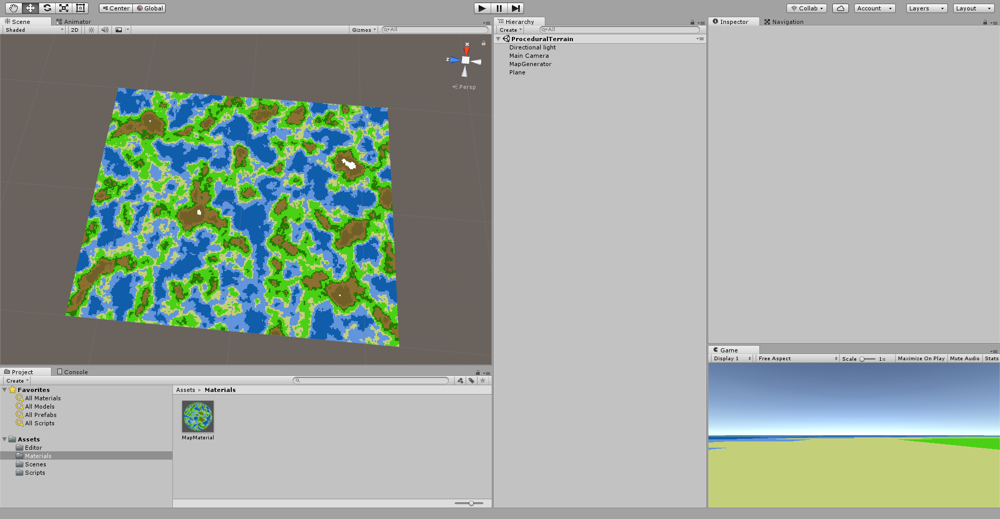 Center Global Collab Account Layers Layout
Scene Animator
Shaded 2D Gizmos All
x
z
Persp
Hierarchy
Create All
ProceduralTerrain
Directional light
Main Camera
MapGenerator
Plane
Inspector Navigation
Project Console
Create
Favorites
All Materials
All Models
All Prefabs
All Scripts
Assets
Editor
Materials
Scenes
Scripts
Assets Materials
MapMaterial
Game
Display 1 Free Aspect Scale 1x Maximize On Play Mute Audio Stats